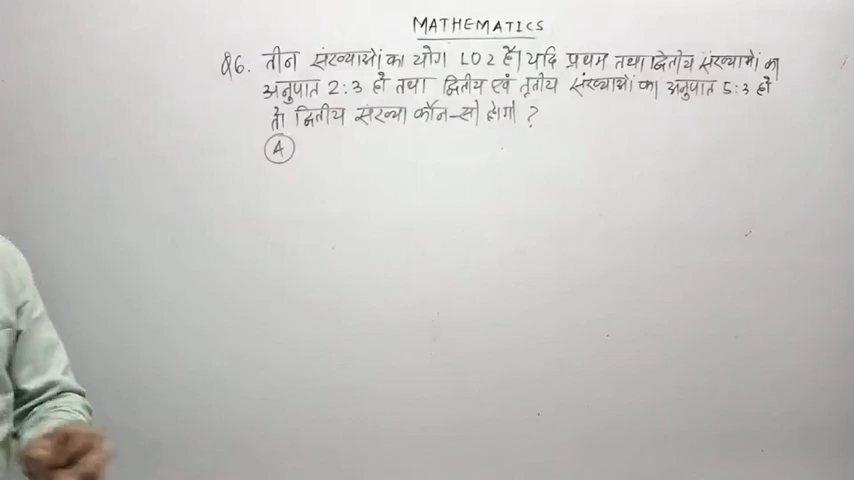 MATHEMATICS
Q6. तीन संख्याओं का योग 102 है। यदि प्रथम तथा द्वितीय संख्याओं का
अनुपात 2:3 हो तथा द्वितीय एवं तृतीय संख्याओं का अनुपात 5:3 हो
तो द्वितीय संख्या कौन-सी होगी ?
A